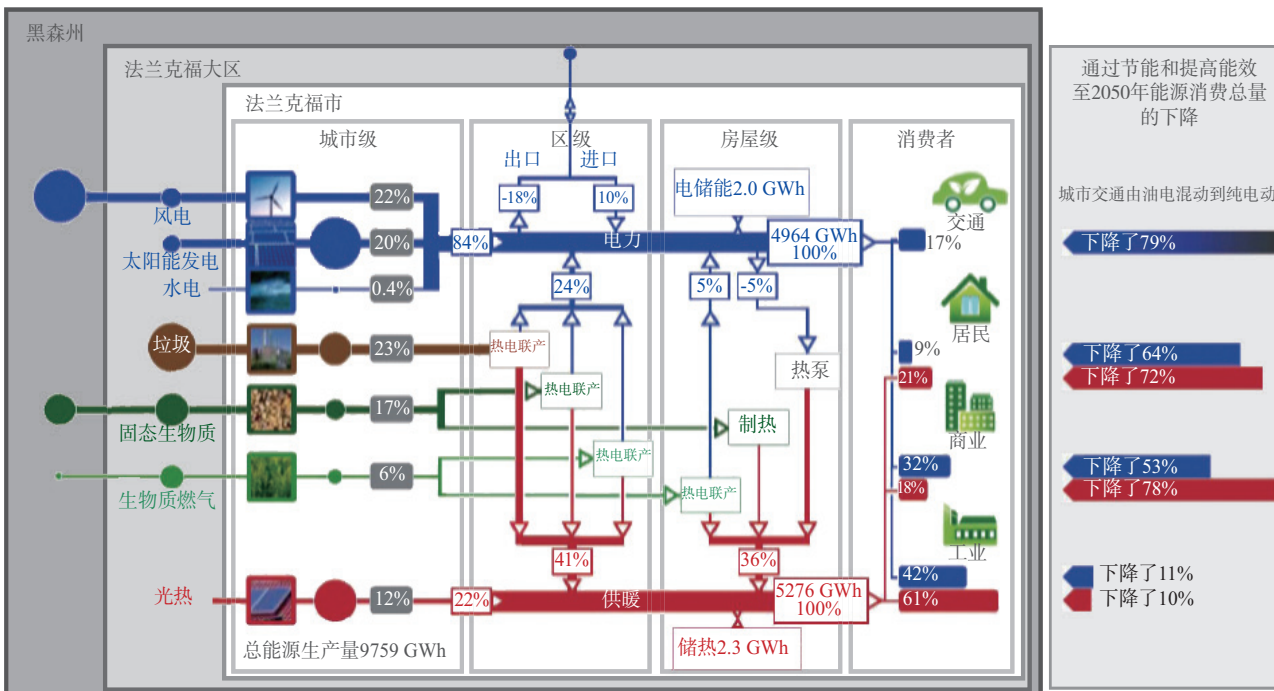 黑森州
法兰克福大区
法兰克福市
城市级
区级
房屋级
消费者
出口
进口
-18%
10%
电储能2.0 GWh
交通
17%
风电
22%
太阳能发电
20%
84%
电力
4964 GWh
100%
水电
0.4%
24%
5%
-5%
居民
垃圾
23%
热电联产
热泵
9%
21%
固态生物质
17%
热电联产
制热
商业
生物质燃气
6%
热电联产
热电联产
32%
18%
工业
41%
36%
42%
光热
12%
22%
供暖
5276 GWh
100%
61%
总能源生产量9759 GWh
储热2.3 GWh
通过节能和提高能效
至2050年能源消费总量
的下降
城市交通由油电混动到纯电动
下降了79%
下降了64%
下降了72%
下降了53%
下降了78%
下降了11%
下降了10%